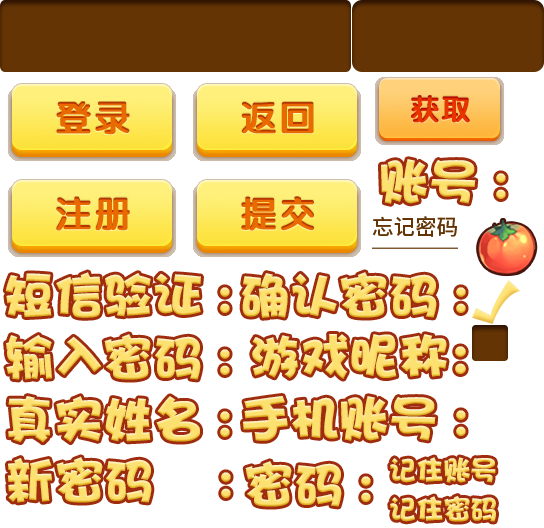 登录 返回 获取
账号：
注册 提交 忘记密码
短信验证： 确认密码：
输入密码： 游戏昵称:
真实姓名： 手机账号：
新密码 ： 密码： 记住账号
记住密码